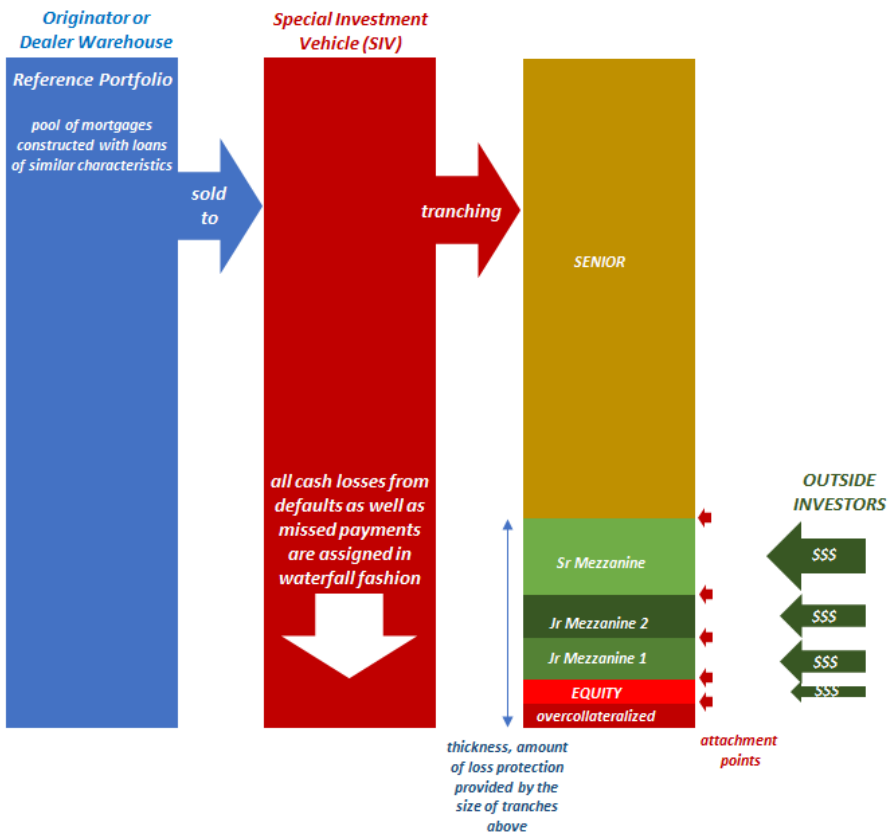 Originator or
Dealer Warehouse
Special Investment
Vehicle (SIV)
Reference Portfolio
pool of mortgages
constructed with loans
of similar characteristics
sold
to
tranching
SENIOR
all cash losses from
defaults as well as
missed payments
are assigned in
waterfall fashion
OUTSIDE
INVESTORS
Sr Mezzanine
$$$
Jr Mezzanine 2
$$$
Jr Mezzanine 1
$$$
EQUITY
$$$
overcollateralized
thickness, amount
of loss protection
provided by the
size of tranches
above
attachment
points